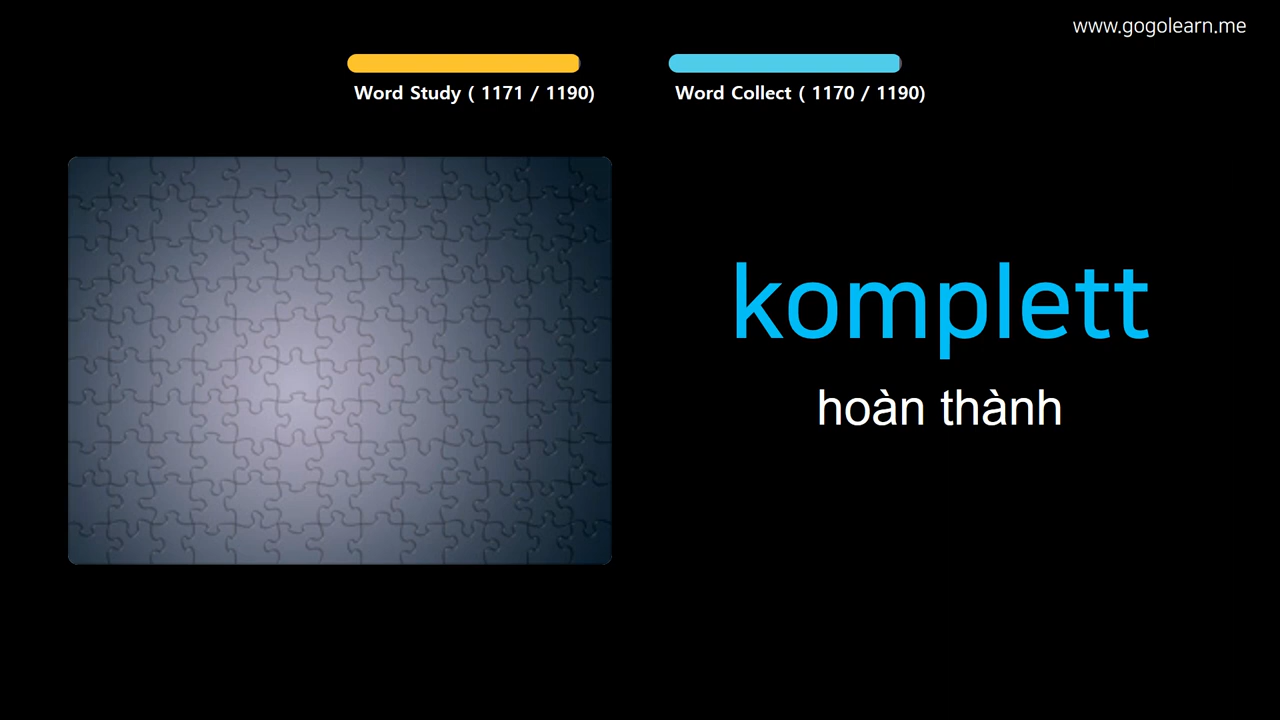 www.gogolearn.me
Word Study ( 1171 / 1190)
Word Collect ( 1170 / 1190)
komplett
hoàn thành